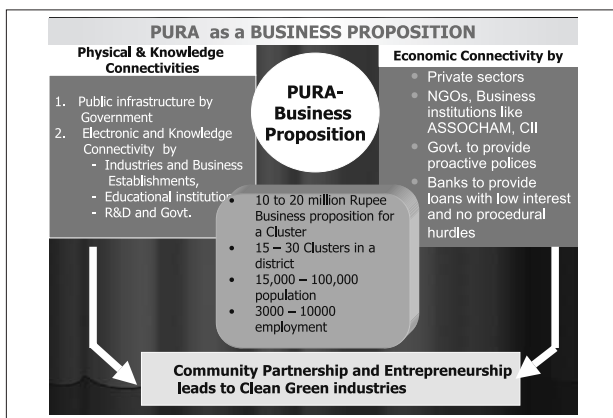 PURA as a BUSINESS PROPOSITION
Physical & Knowledge
Connectivities
1. Public infrastructure by
Government
2. Electronic and Knowledge
Connectivity by
- Industries and Business
Establishments,
- Educational institution
- R&D and Govt.
PURA-
Business
Proposition
Economic Connectivity by
• Private sectors
• NGOs, Business
institutions like
ASSOCHAM, CII
• Govt. to provide
proactive polices
• Banks to provide
loans with low interest
and no procedural
hurdles
• 10 to 20 million Rupee
Business proposition for
a Cluster
• 15 – 30 Clusters in a
district
• 15,000 – 100,000
population
• 3000 – 10000
employment
Community Partnership and Entrepreneurship
leads to Clean Green industries